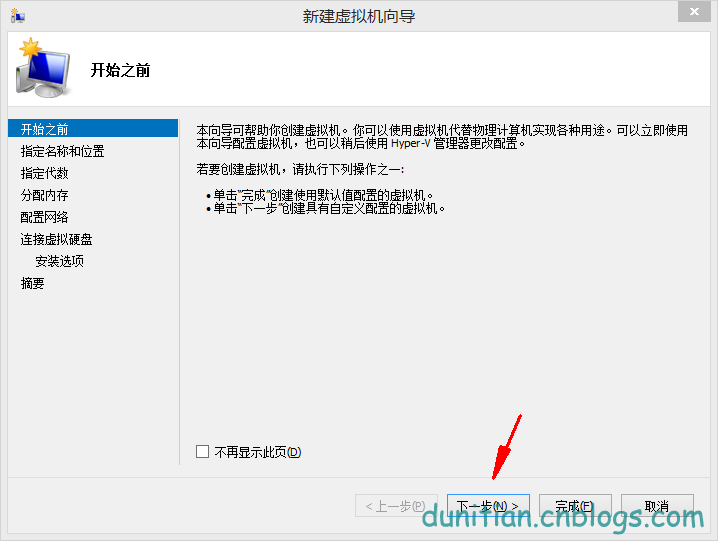 新建虚拟机向导
开始之前
开始之前
指定名称和位置
指定代数
分配内存
配置网络
连接虚拟硬盘
安装选项
摘要
本向导可帮助你创建虚拟机。你可以使用虚拟机代替物理计算机实现各种用途。可以立即使用
本向导配置虚拟机，也可以稍后使用 Hyper-V 管理器更改配置。
若要创建虚拟机，请执行下列操作之一:
•单击"完成"创建使用默认值配置的虚拟机。
•单击"下一步"创建具有自定义配置的虚拟机。
不再显示此页(D)
< 上一步(P)
下一步(N) >
完成(F)
取消
dunitian.cnblogs.com